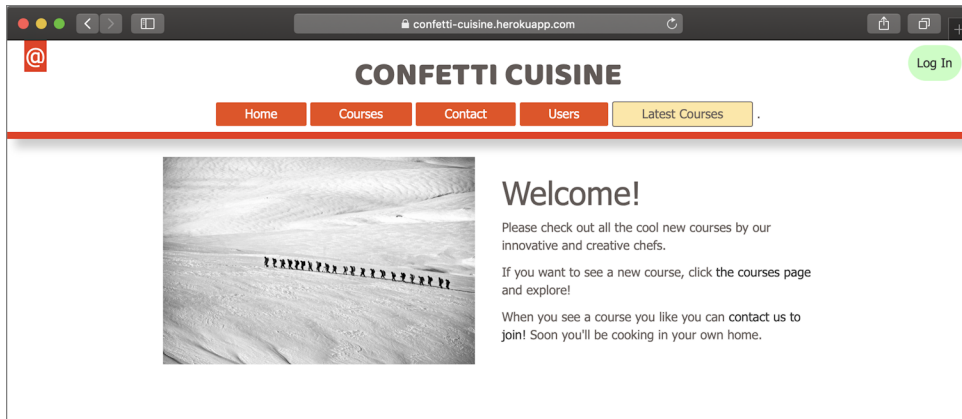 confetti-cuisine.herokuapp.com
@
Log In
CONFETTI CUISINE
Home Courses Contact Users Latest Courses .
Welcome!
Please check out all the cool new courses by our
innovative and creative chefs.
If you want to see a new course, click the courses page
and explore!
When you see a course you like you can contact us to
join! Soon you'll be cooking in your own home.